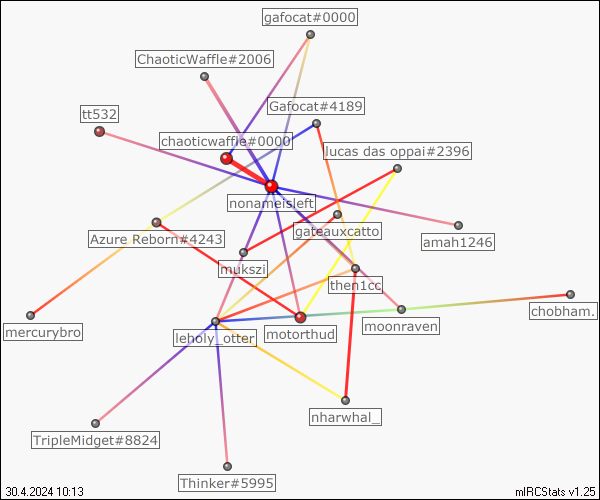 gafocat#0000
ChaoticWaffle#2006
Gafocat#4189
tt532
chaoticwaffle#0000
lucas das oppai#2396
nonameisleft
gateauxcatto
Azure Reborn#4243
amah1246
mukszi
then1cc
chobham.
mercurybro
moonraven
motorthud
leholy_otter
nharwhal_
TripleMidget#8824
Thinker#5995
30.4.2024 10:13
mIRCStats v1.25